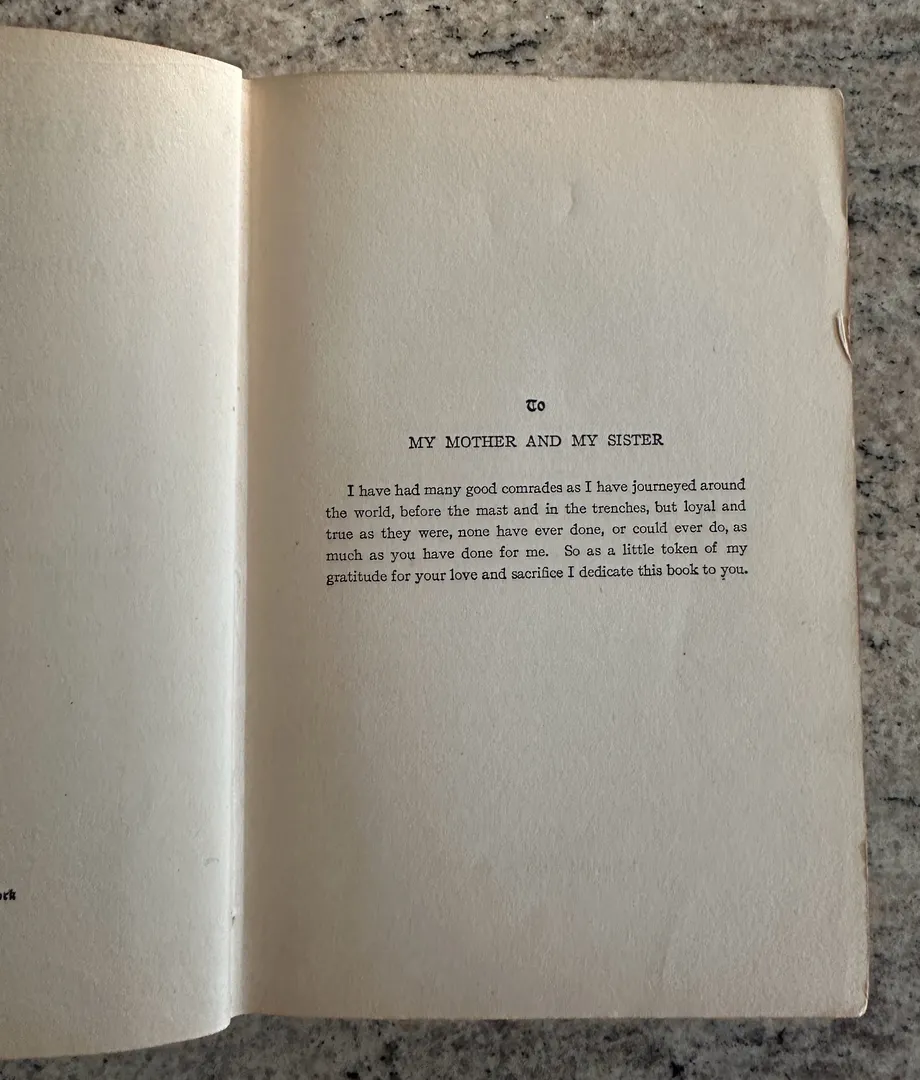 To
MY MOTHER AND MY SISTER
I have had many good comrades as I have journeyed around
the world, before the mast and in the trenches, but loyal and
true as they were, none have ever done, or could ever do, as
much as you have done for me. So as a little token of my
gratitude for your love and sacrifice I dedicate this book to you.